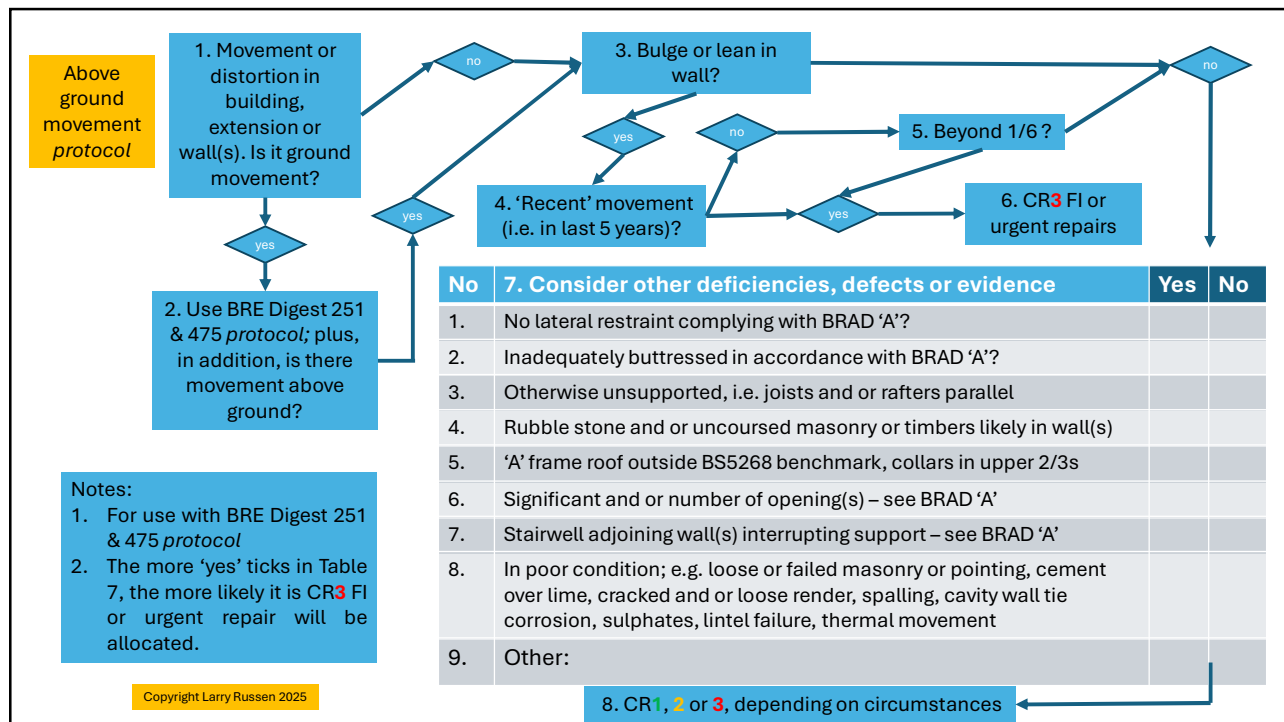 Above
ground
movement
protocol
1. Movement or
distortion in
building,
extension or
wall(s). Is it ground
movement?
no
yes
2. Use BRE Digest 251
& 475 protocol; plus,
in addition, is there
movement above
ground?
yes
3. Bulge or lean in
wall?
no
yes
4. ‘Recent’ movement
(i.e. in last 5 years)?
no
5. Beyond 1/6 ?
yes
6. CR3 FI or
urgent repairs
No 7. Consider other deficiencies, defects or evidence Yes No
1. No lateral restraint complying with BRAD ‘A’?
2. Inadequately buttressed in accordance with BRAD ‘A’?
3. Otherwise unsupported, i.e. joists and or rafters parallel
4. Rubble stone and or uncoursed masonry or timbers likely in wall(s)
5. ‘A’ frame roof outside BS5268 benchmark, collars in upper 2/3s
6. Significant and or number of opening(s) – see BRAD ‘A’
7. Stairwell adjoining wall(s) interrupting support – see BRAD ‘A’
8. In poor condition; e.g. loose or failed masonry or pointing, cement
over lime, cracked and or loose render, spalling, cavity wall tie
corrosion, sulphates, lintel failure, thermal movement
9. Other:
8. CR1, 2 or 3, depending on circumstances
Notes:
1. For use with BRE Digest 251
& 475 protocol
2. The more ‘yes’ ticks in Table
7, the more likely it is CR3 FI
or urgent repair will be
allocated.
Copyright Larry Russen 2025